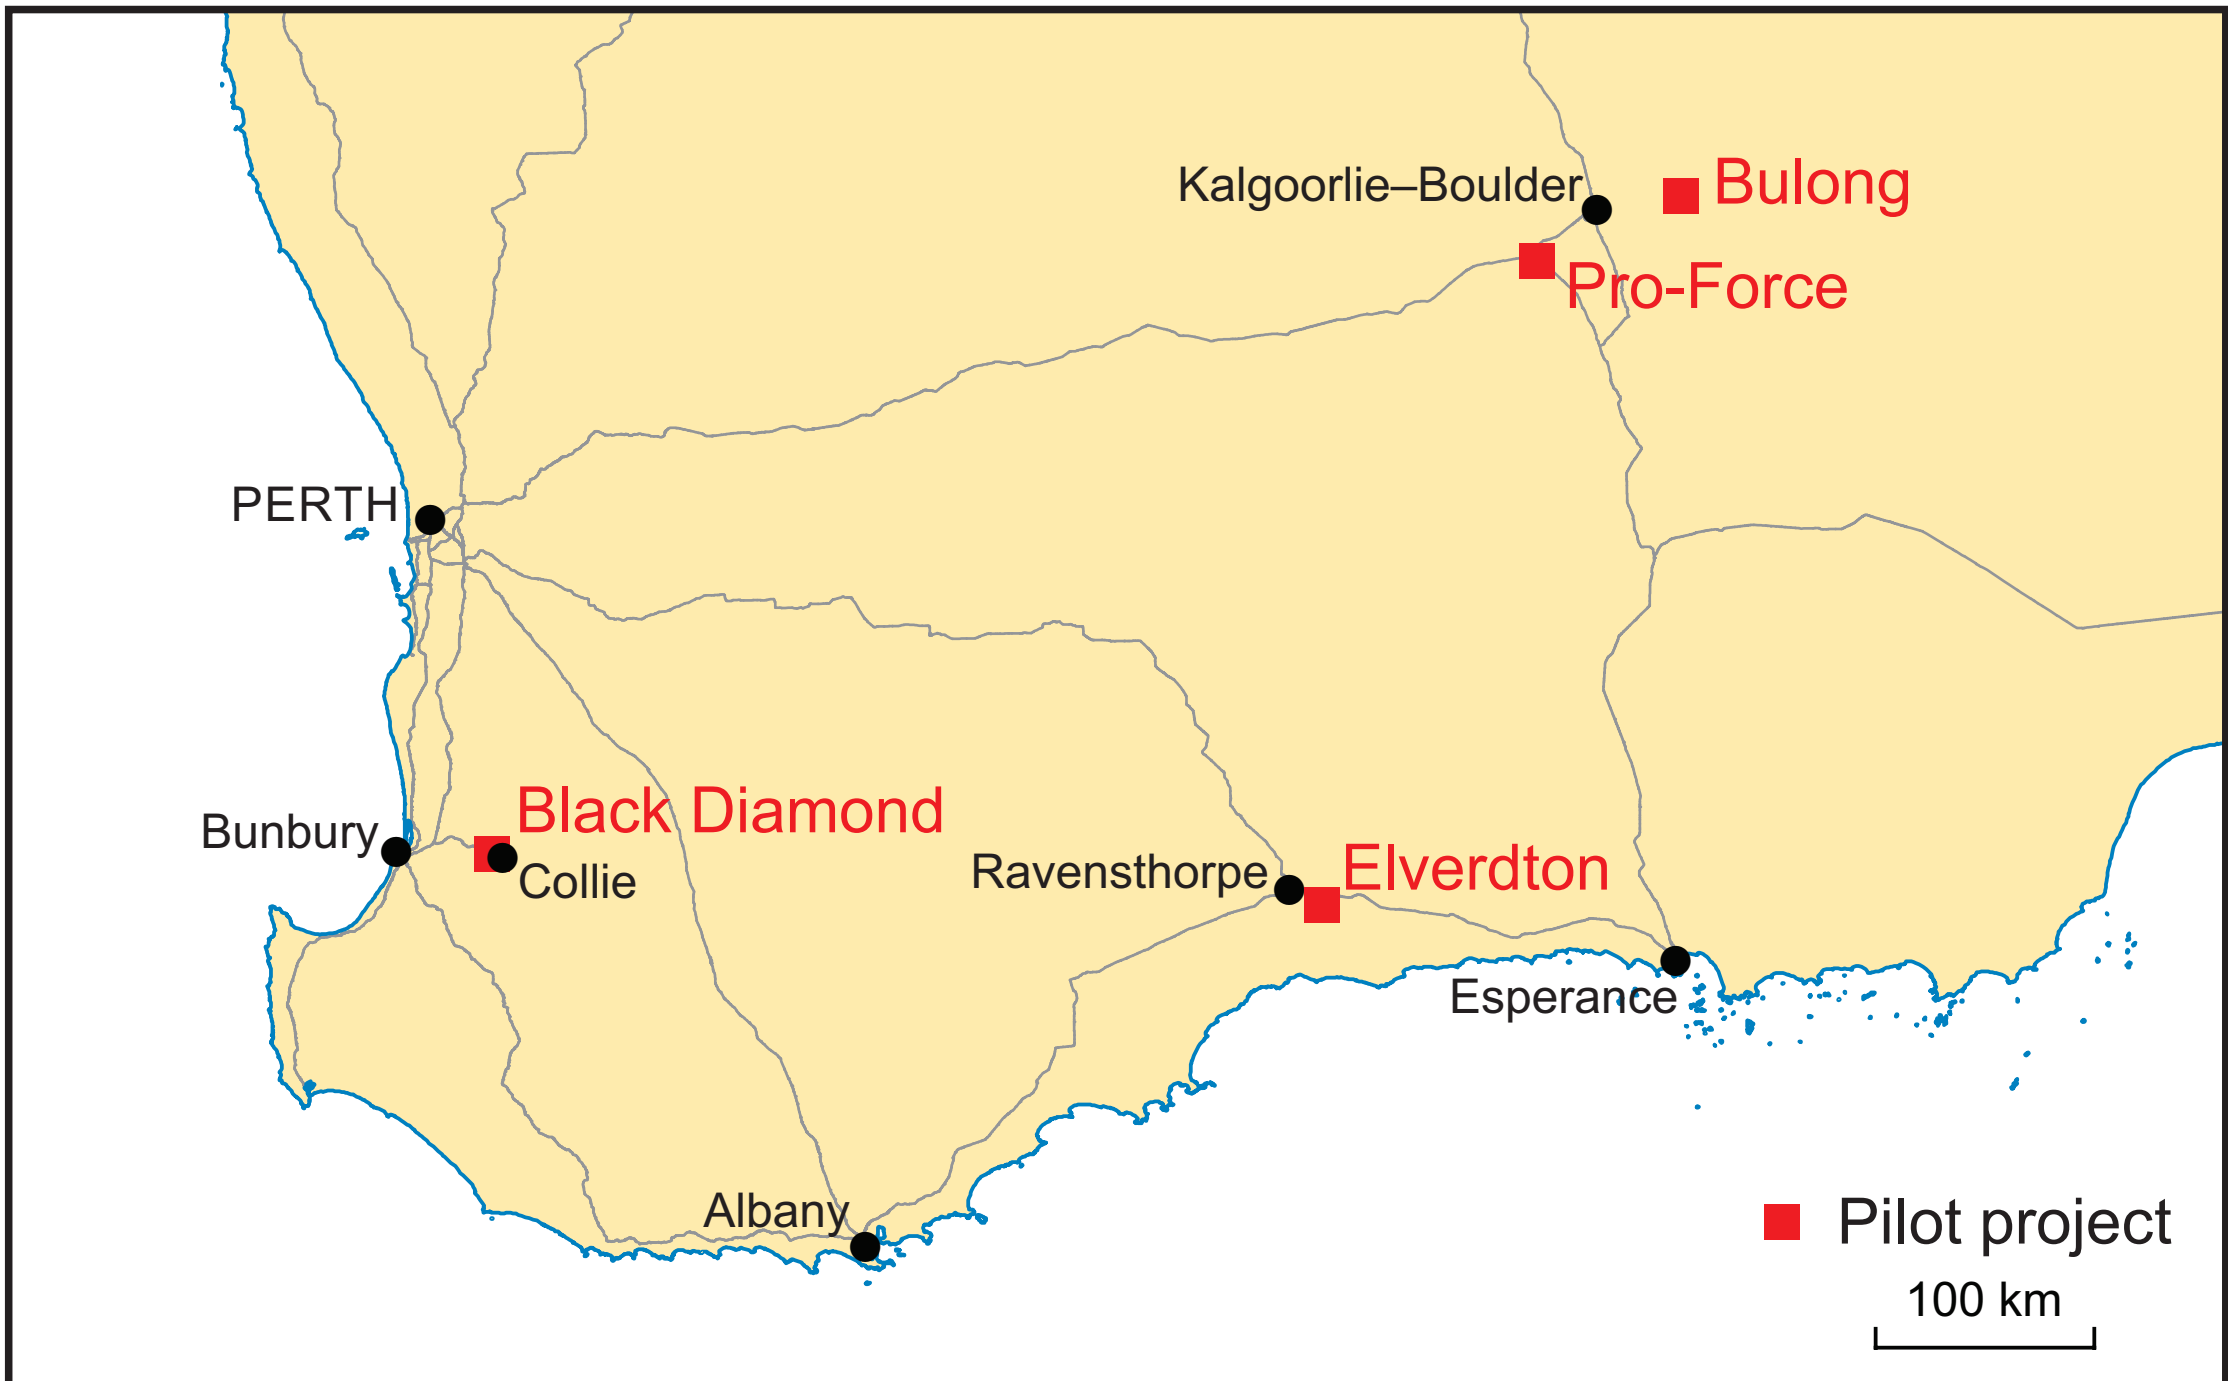 Kalgoorlie–Boulder
Bulong
Pro-Force
PERTH
Black Diamond
Bunbury
Collie
Ravensthorpe
Elverdton
Esperance
Albany
Pilot project
100 km